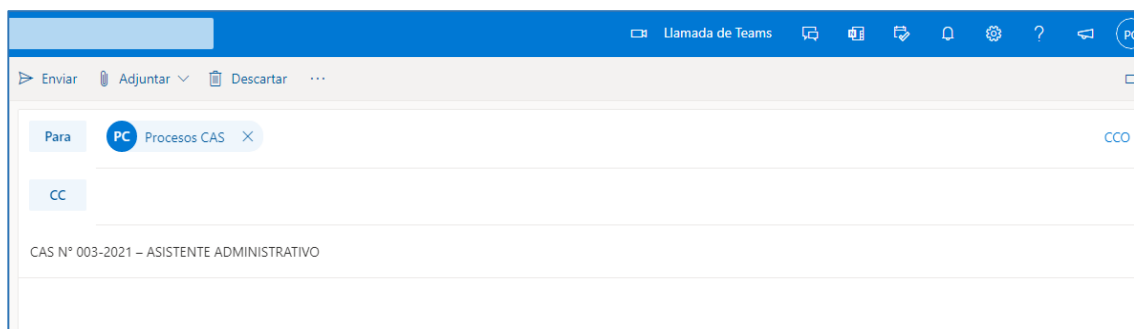 Llamada de Teams
Enviar Adjuntar Descartar ...
Para PC Procesos CAS CCO
CC
CAS N° 003-2021 – ASISTENTE ADMINISTRATIVO